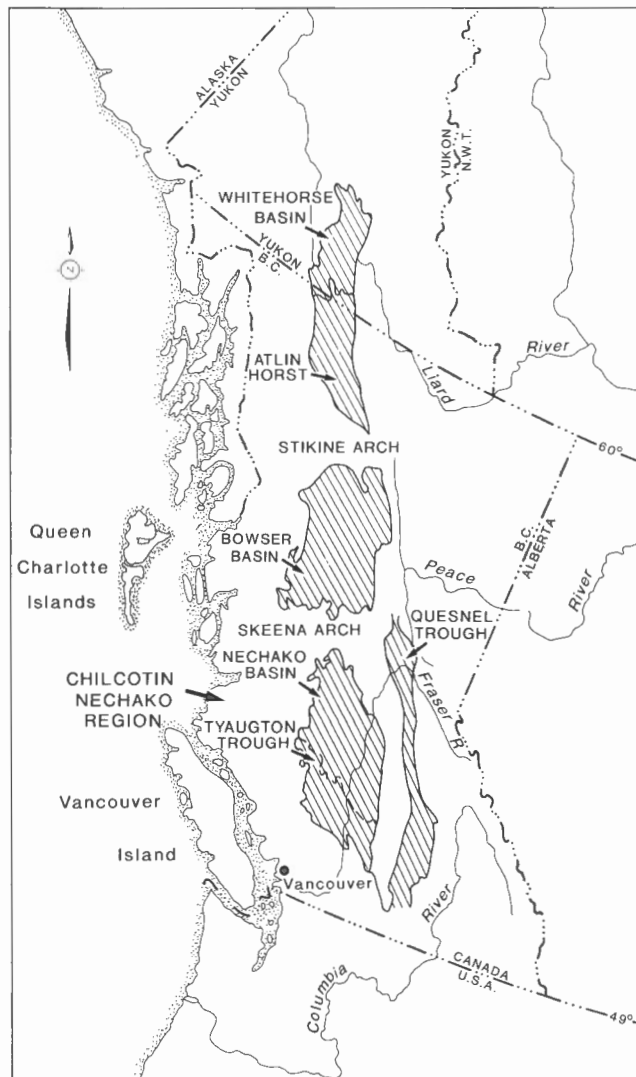 ALASKA
YUKON
YUKON
N.W.T.
WHITEHORSE
BASIN
YUKON
B.C.
N
ATLIN
HORST
Liard
River
STIKINE ARCH
60°
Queen
Charlotte
Islands
BOWSER
BASIN
B.C.
ALBERTA
Peace
River
SKEENA ARCH
QUESNEL
TROUGH
NECHAKO
BASIN
CHILCOTIN
NECHAKO
REGION
Fraser R.
TYAUGTON
TROUGH
Vancouver
Island
Vancouver
River
Columbia
CANADA
U.S.A.
49°